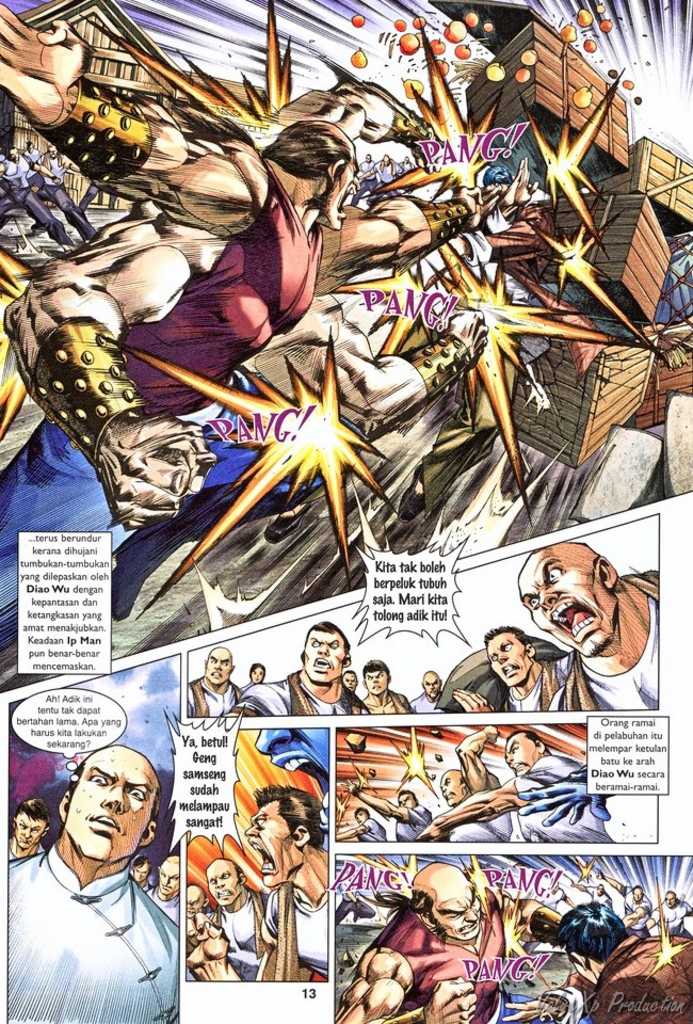 PANG!
PANG!
PANG!
...terus berundur
kerana dihujani
tumbukan-tumbukan
yang dilepaskan oleh
Diao Wu dengan
kepantasan dan
ketangkasan yang
amat menakjubkan.
Keadaan Ip Man
pun benar-benar
mencemaskan.
Kita tak boleh
berpeluk tubuh
saja. Mari kita
tolong adik itu!
Ah! Adik ini
tentu tak dapat
bertahan lama. Apa yang
harus kita lakukan
sekarang?
Ya, betul!
Geng
samseng
sudah
melampau
sangat!
Orang ramai
di pelabuhan itu
melempar ketulan
batu ke arah
Diao Wu secara
beramai-ramai.
PANG!
PANG!
PANG!
13
Production